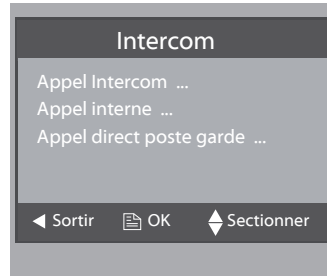 Intercom
Appel Intercom ...
Appel interne ...
Appel direct poste garde ...
Sortir OK Sectionner